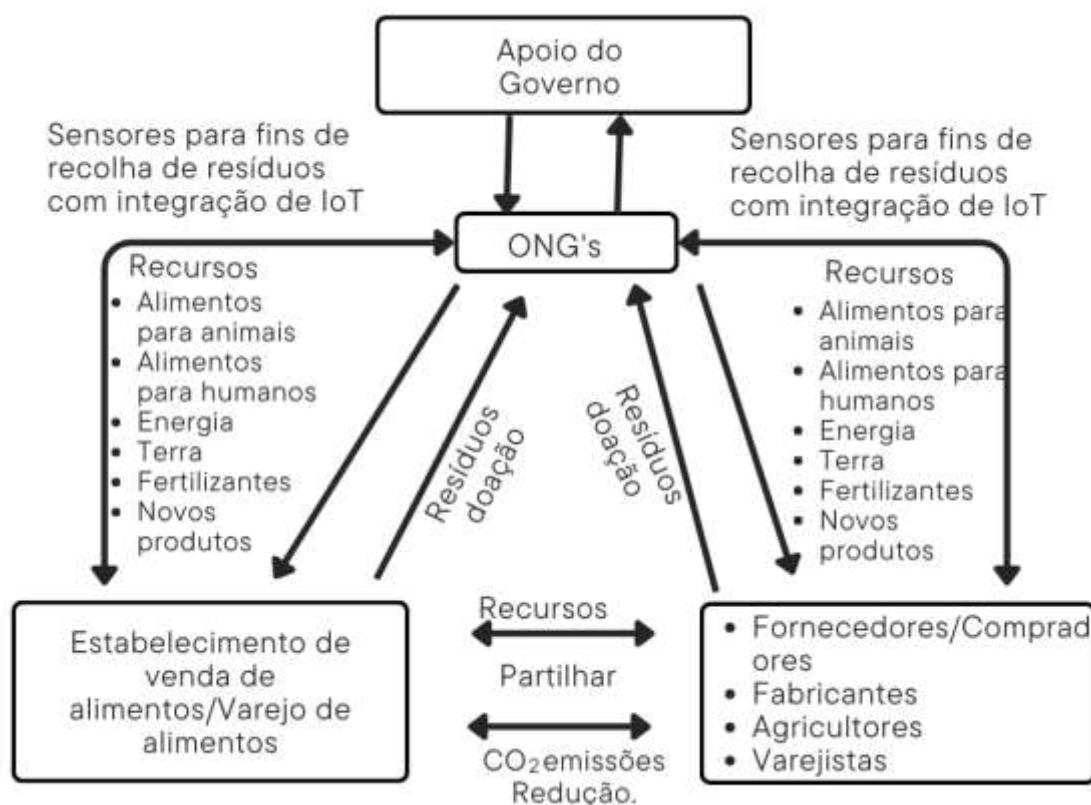 Apoio do
Governo
Sensores para fins de
recolha de resíduos
com integração de IoT
Sensores para fins de
recolha de resíduos
com integração de IoT
ONG's
Recursos
• Alimentos
para animais
• Alimentos
para humanos
• Energia
• Terra
• Fertilizantes
• Novos
produtos
Recursos
• Alimentos para
animais
• Alimentos para
humanos
• Energia
• Terra
• Fertilizantes
• Novos
produtos
Resíduos
doação
Resíduos
doação
Estabelecimento de
venda de
alimentos/Varejo de
alimentos
Recursos
Partilhar
CO₂emissões
Redução.
• Fornecedores/Comprad
ores
• Fabricantes
• Agricultores
• Varejistas